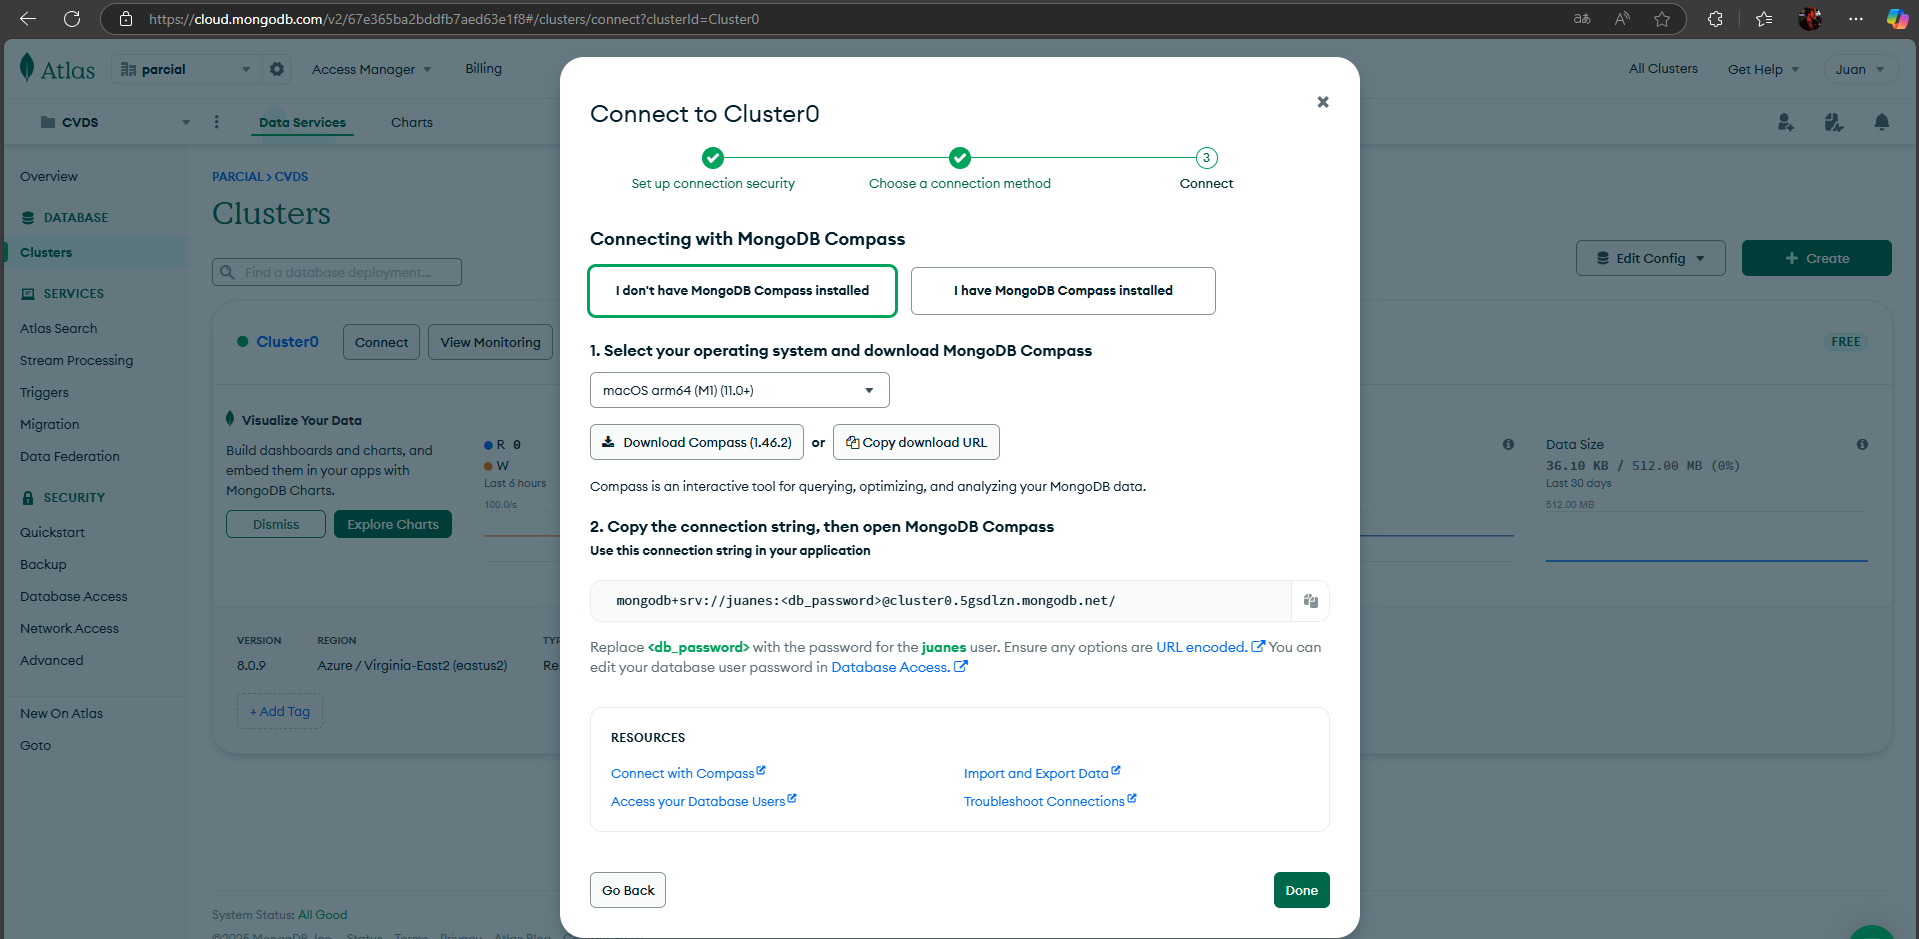 https://cloud.mongodb.com/v2/67e365ba2bddfb7aed63e1f8#/clusters/connect?clusterId=Cluster0
Atlas
parcial
Access Manager
Billing
All Clusters
Get Help
Juan
CVDS
Data Services
Charts
Overview
DATABASE
Clusters
SERVICES
Atlas Search
Stream Processing
Triggers
Migration
Data Federation
SECURITY
Quickstart
Backup
Database Access
Network Access
Advanced
New On Atlas
Goto
PARCIAL > CVDS
Clusters
Find a database deployment...
Edit Config
+ Create
Cluster0
Connect
View Monitoring
FREE
Visualize Your Data
Build dashboards and charts, and
embed them in your apps with
MongoDB Charts.
Dismiss
Explore Charts
R 0
W
Last 6 hours
100.0/s
Data Size
36.10 KB / 512.00 MB (0%)
Last 30 days
512.00 MB
VERSION
8.0.9
REGION
Azure / Virginia-East2 (eastus2)
+ Add Tag
System Status: All Good
©2025 MongoDB, Inc. Status Terms Privacy Atlas Blog
Connect to Cluster0
Set up connection security
Choose a connection method
3
Connect
Connecting with MongoDB Compass
I don't have MongoDB Compass installed
I have MongoDB Compass installed
1. Select your operating system and download MongoDB Compass
macOS arm64 (M1) (11.0+)
Download Compass (1.46.2)
or
Copy download URL
Compass is an interactive tool for querying, optimizing, and analyzing your MongoDB data.
2. Copy the connection string, then open MongoDB Compass
Use this connection string in your application
mongodb+srv://juanes:<db_password>@cluster0.5gsdlzn.mongodb.net/
Replace <db_password> with the password for the juanes user. Ensure any options are URL encoded. You can
edit your database user password in Database Access.
RESOURCES
Connect with Compass
Import and Export Data
Access your Database Users
Troubleshoot Connections
Go Back
Done